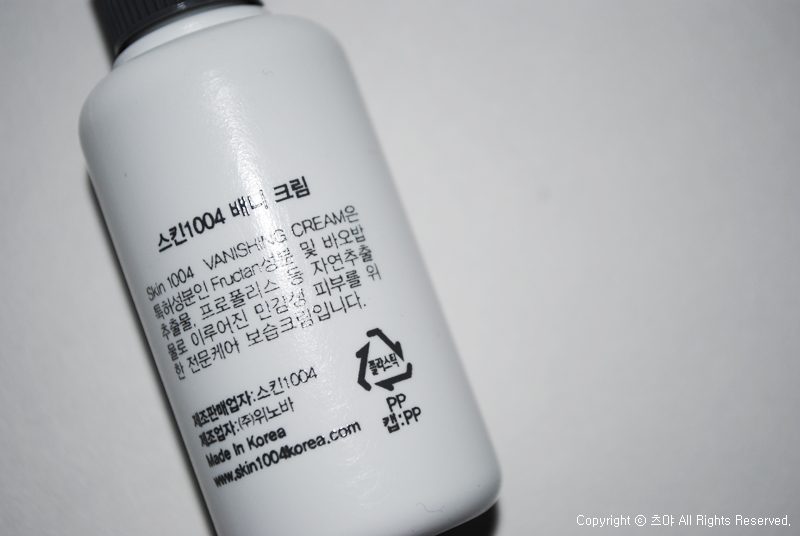 스킨1004 배니 크림
Skin 1004 VANISHING CREAM은
특허성분인 Fructan성분 및 바오밥
추출물, 프로폴리스 등 자연추출
물로 이루어진 민감성 피부를 위
한 전문케어 보습크림입니다.
플라스틱
PP
캡:PP
제조판매업자:스킨1004
제조업자:(주)위노바
Made In Korea
www.skin1004korea.com
Copyright ⓒ 초야 All Rights Reserved.